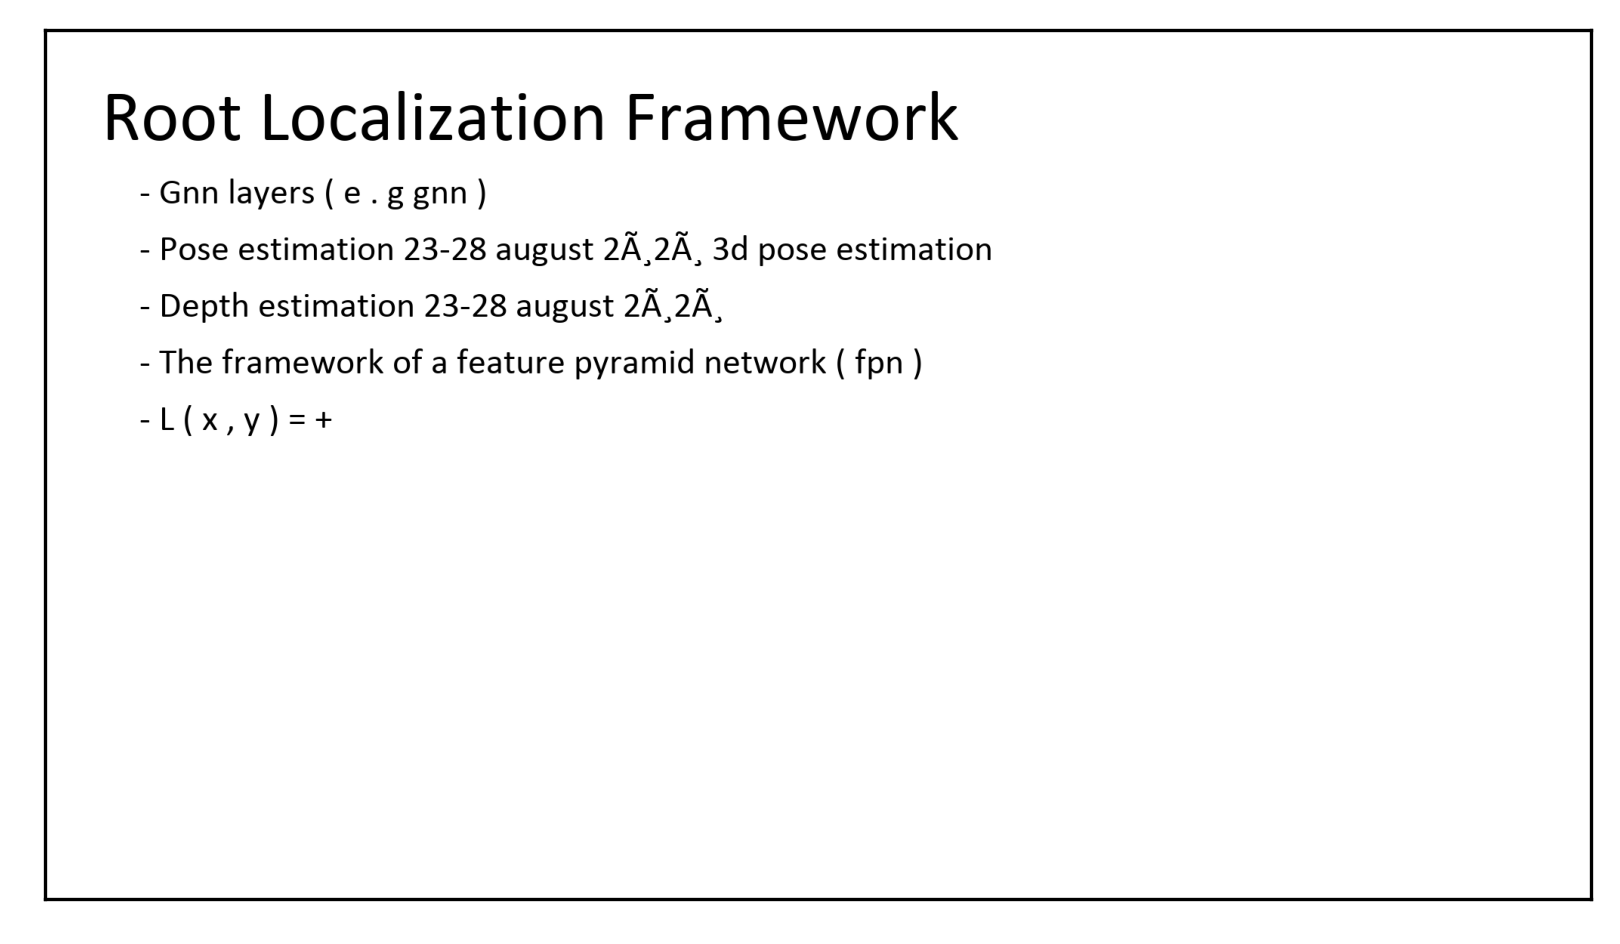 Root Localization Framework
- Gnn layers ( e . g gnn )
- Pose estimation 23-28 august 2Ã¸2Ã¸ 3d pose estimation
- Depth estimation 23-28 august 2Ã¸2Ã¸
- The framework of a feature pyramid network ( fpn )
- L ( x , y ) = +